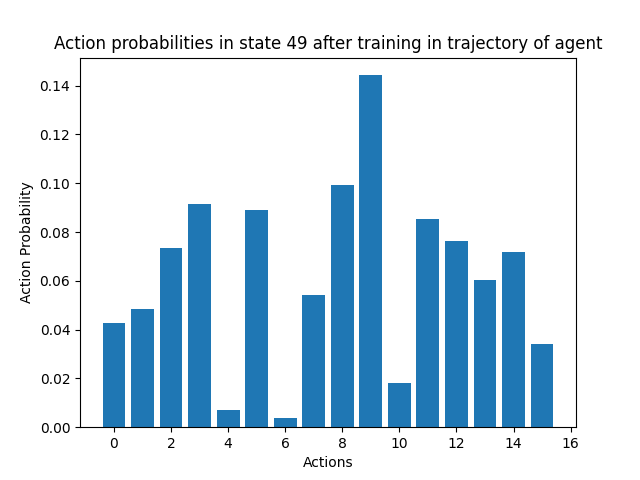 Action probabilities in state 49 after training in trajectory of agent
0.14
0.12
0.10
0.08
0.06
0.04
0.02
0.00
Action Probability
0 2 4 6 8 10 12 14 16
Actions